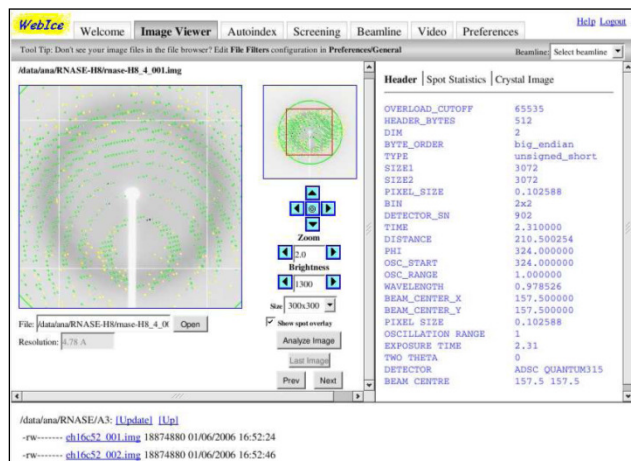 WebIce
Welcome Image Viewer Autoindex Screening Beamline Video Preferences
Help Logout
Tool Tip: Don't see your image files in the file browser? Edit File Filters configuration in Preferences/General
Beamline: Select beamline
/data/ana/RNASE-H8/rnase-H8_4_001.img
Zoom
2.0
Brightness
1300
Size 300x300
Show spot overlay
Analyze Image
Last Image
Prev Next
File: /data/ana/RNASE-H8/rnase-H8_4_00 Open
Resolution: 4.78 A
Header Spot Statistics Crystal Image
OVERLOAD_CUTOFF 65535
HEADER_BYTES 512
DIM 2
BYTE_ORDER big_endian
TYPE unsigned_short
SIZE1 3072
SIZE2 3072
PIXEL_SIZE 0.102588
BIN 2x2
DETECTOR_SN 902
TIME 2.310000
DISTANCE 210.500254
PHI 324.000000
OSC_START 324.000000
OSC_RANGE 1.000000
WAVELENGTH 0.978526
BEAM_CENTER_X 157.500000
BEAM_CENTER_Y 157.500000
PIXEL SIZE 0.102588
OSCILLATION RANGE 1
EXPOSURE TIME 2.31
TWO THETA 0
DETECTOR ADSC QUANTUM315
BEAM CENTRE 157.5 157.5
/data/ana/RNASE/A3: [Update] [Up]
-rw------- eh16c52_001.img 18874880 01/06/2006 16:52:24
-rw------- eh16c52_002.img 18874880 01/06/2006 16:52:46